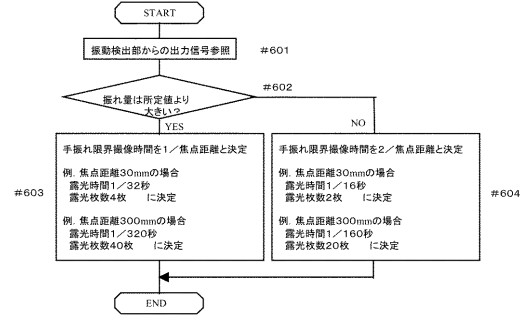 START
振動検出部からの出力信号参照
#601
#602
振れ量は所定値より
大きい?
YES
NO
手振れ限界撮像時間を1/焦点距離と決定
例.焦点距離30mmの場合
露光時間1/32秒
露光枚数4枚 に決定
例.焦点距離300mmの場合
露光時間1/320秒
露光枚数40枚 に決定
#603
手振れ限界撮像時間を2/焦点距離と決定
例.焦点距離30mmの場合
露光時間1/16秒
露光枚数2枚 に決定
例.焦点距離300mmの場合
露光時間1/160秒
露光枚数20枚 に決定
#604
END